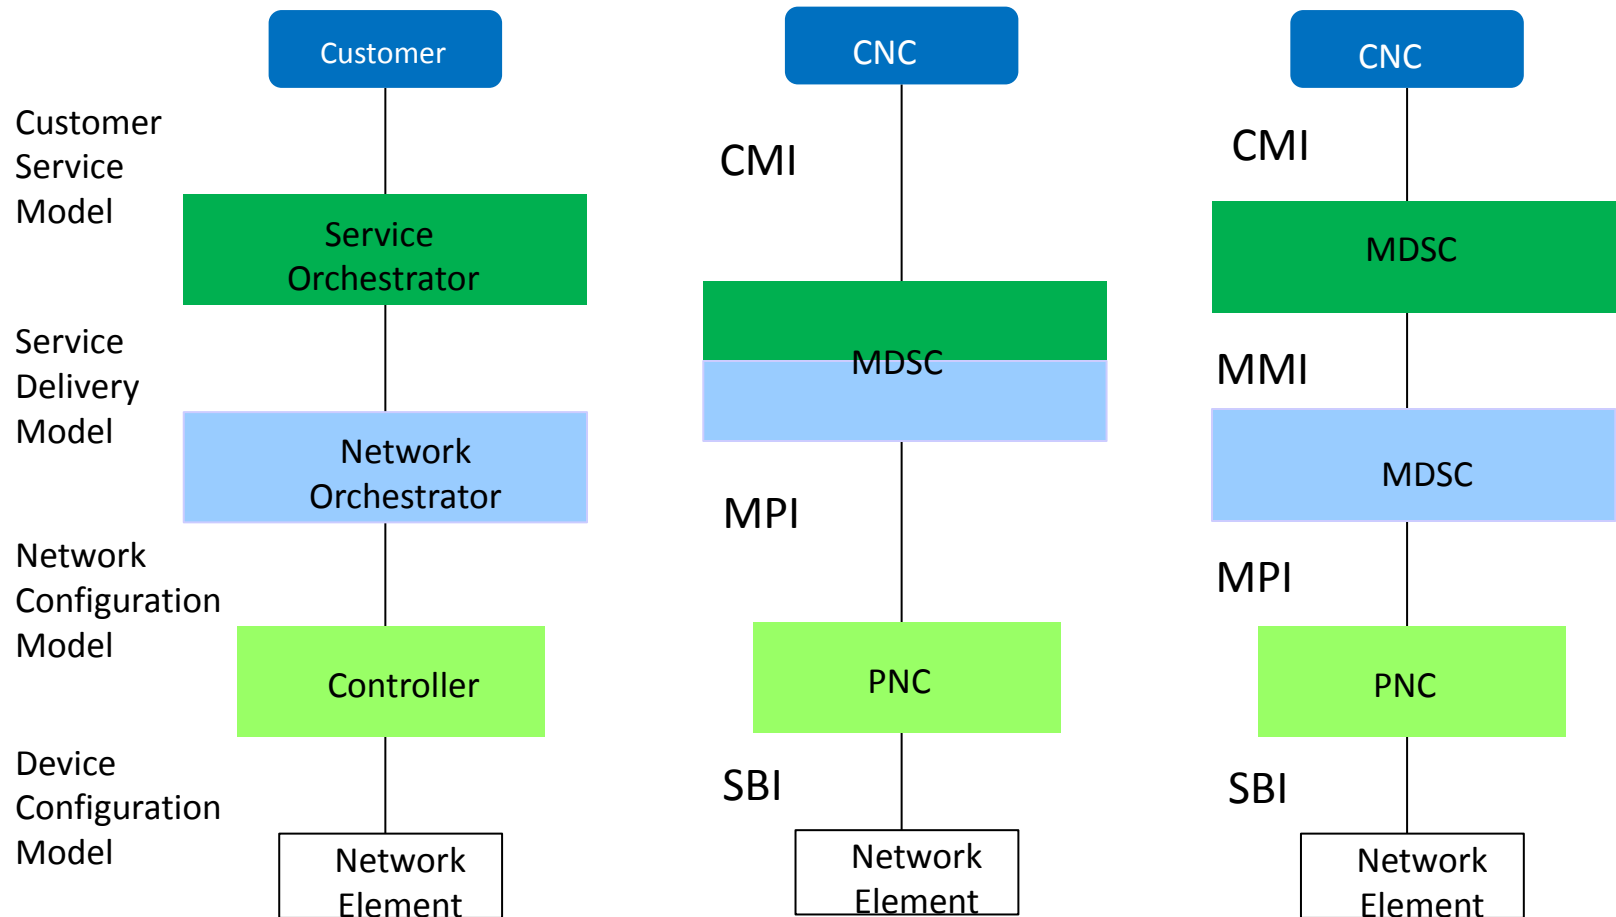 Customer
Customer
Service
Model
Service
Orchestrator
Service
Delivery
Model
Network
Orchestrator
Network
Configuration
Model
Controller
Device
Configuration
Model
Network
Element
CNC
CMI
MDSC
MPI
PNC
SBI
Network
Element
CNC
CMI
MDSC
MMI
MDSC
MPI
PNC
SBI
Network
Element